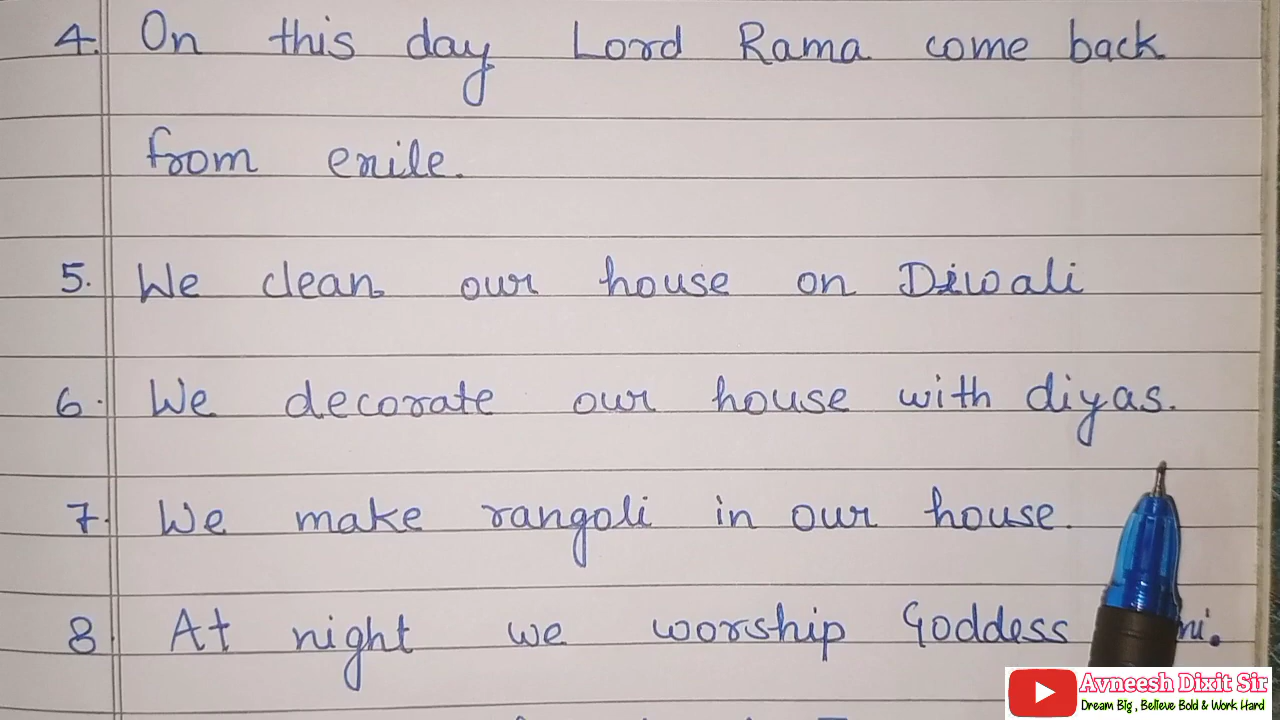 4. On this day Lord Rama come back
from exile.
5. We clean our house on Diwali
6. We decorate our house with diyas.
7. We make rangoli in our house.
8 At night we worship Goddess
Avneesh Dixit Sir
Dream Big , Believe Bold & Work Hard